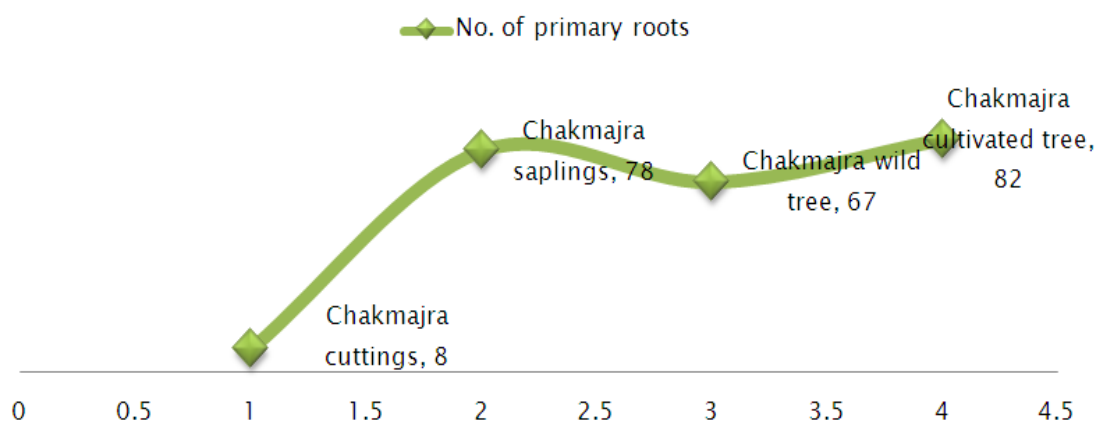 No. of primary roots
Chakmajra
cultivated tree,
82
Chakmajra
saplings, 78
Chakmajra wild
tree, 67
Chakmajra
cuttings, 8
0 0.5 1 1.5 2 2.5 3 3.5 4 4.5